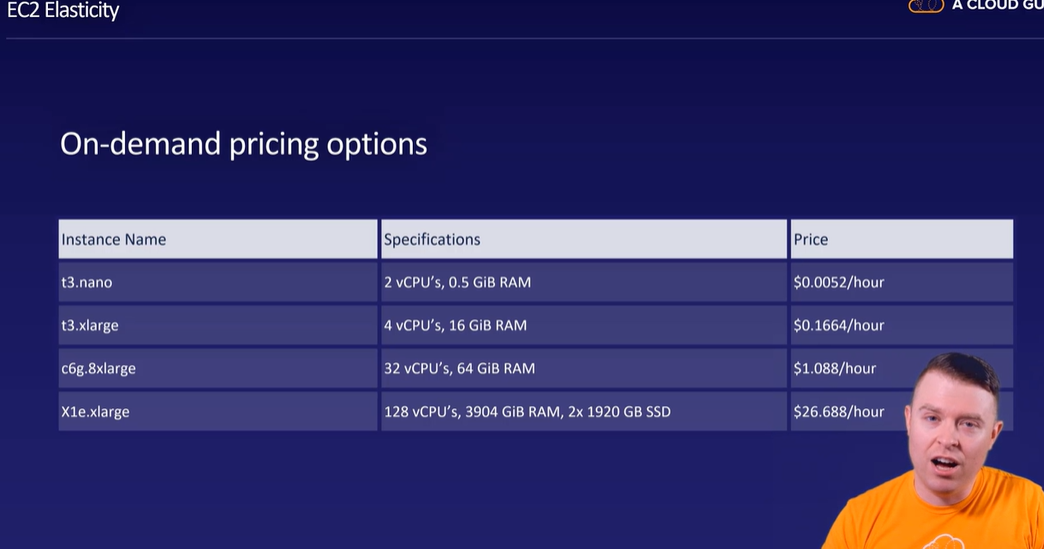 EC2 Elasticity
A CLOUD GU
On-demand pricing options
Instance Name Specifications Price
t3.nano 2 vCPU’s, 0.5 GiB RAM $0.0052/hour
t3.xlarge 4 vCPU’s, 16 GiB RAM $0.1664/hour
c6g.8xlarge 32 vCPU’s, 64 GiB RAM $1.088/hour
X1e.xlarge 128 vCPU’s, 3904 GiB RAM, 2x 1920 GB SSD $26.688/hour